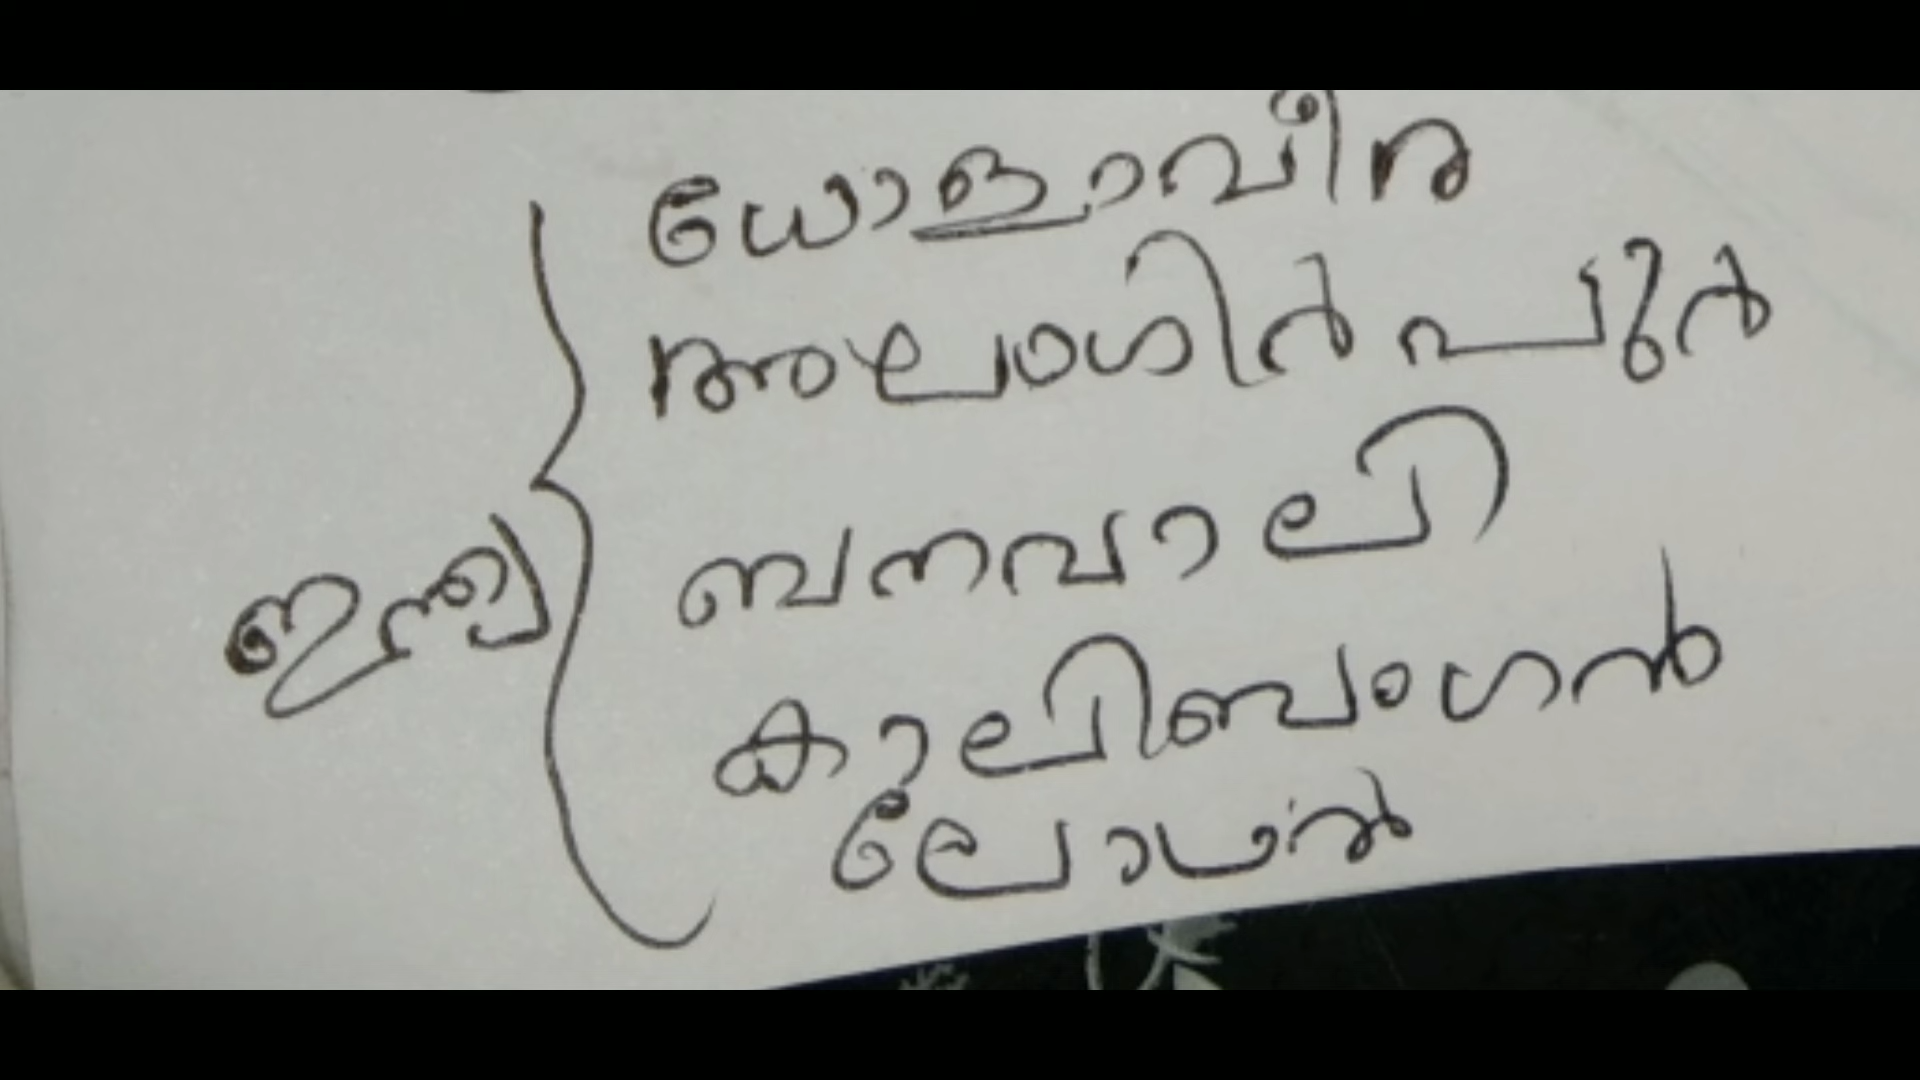 ധോളാവീര
അലാംഗിർപൂർ
ഇന്ത്യ
ബനവാലി
കാലിബംഗൻ
ലോഥൽ